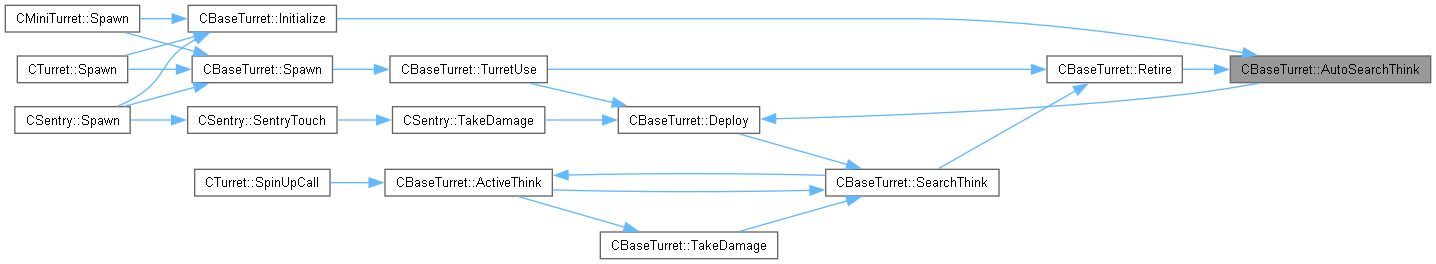 CMiniTurret::Spawn
CBaseTurret::Initialize
CTurret::Spawn
CBaseTurret::Spawn
CBaseTurret::TurretUse
CBaseTurret::Retire
CBaseTurret::AutoSearchThink
CSentry::Spawn
CSentry::SentryTouch
CSentry::TakeDamage
CBaseTurret::Deploy
CTurret::SpinUpCall
CBaseTurret::ActiveThink
CBaseTurret::SearchThink
CBaseTurret::TakeDamage